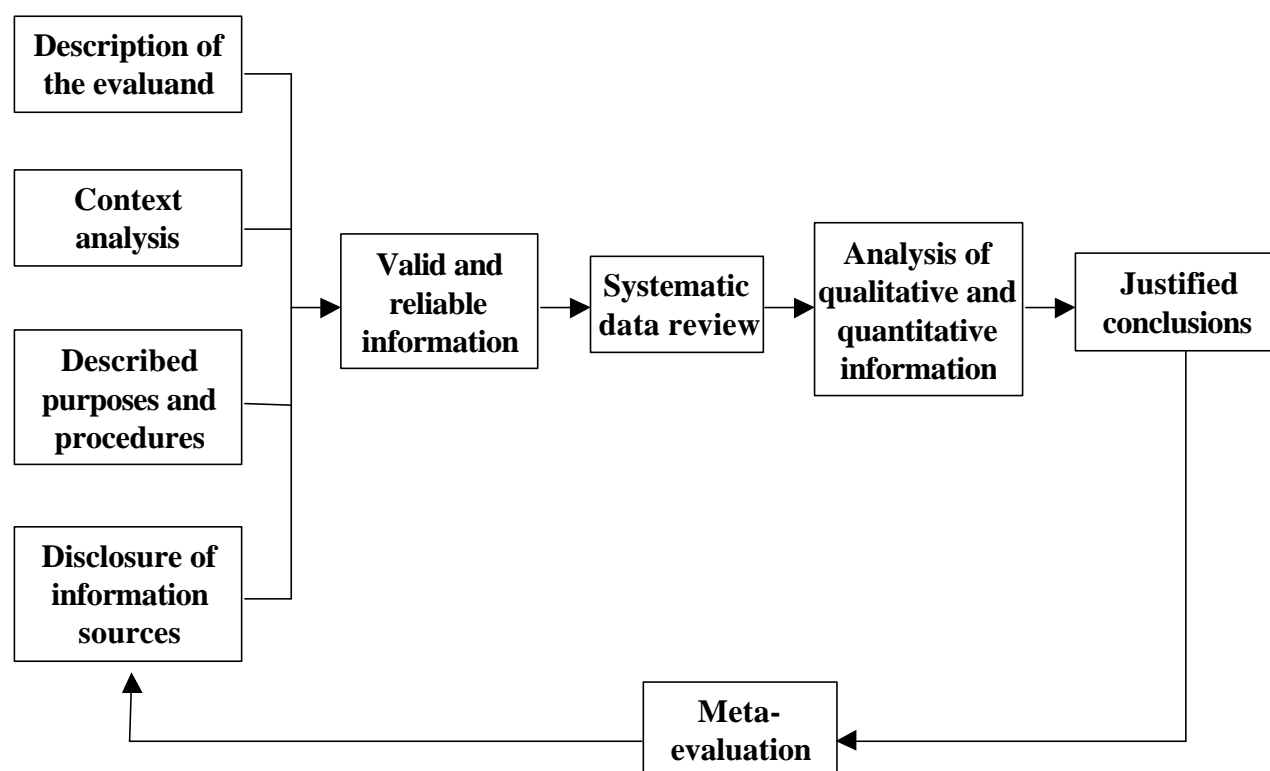 Description of
the evaluand
Context
analysis
Described
purposes and
procedures
Disclosure of
information
sources
Valid and
reliable
information
Systematic
data review
Analysis of
qualitative and
quantitative
information
Justified
conclusions
Meta-
evaluation